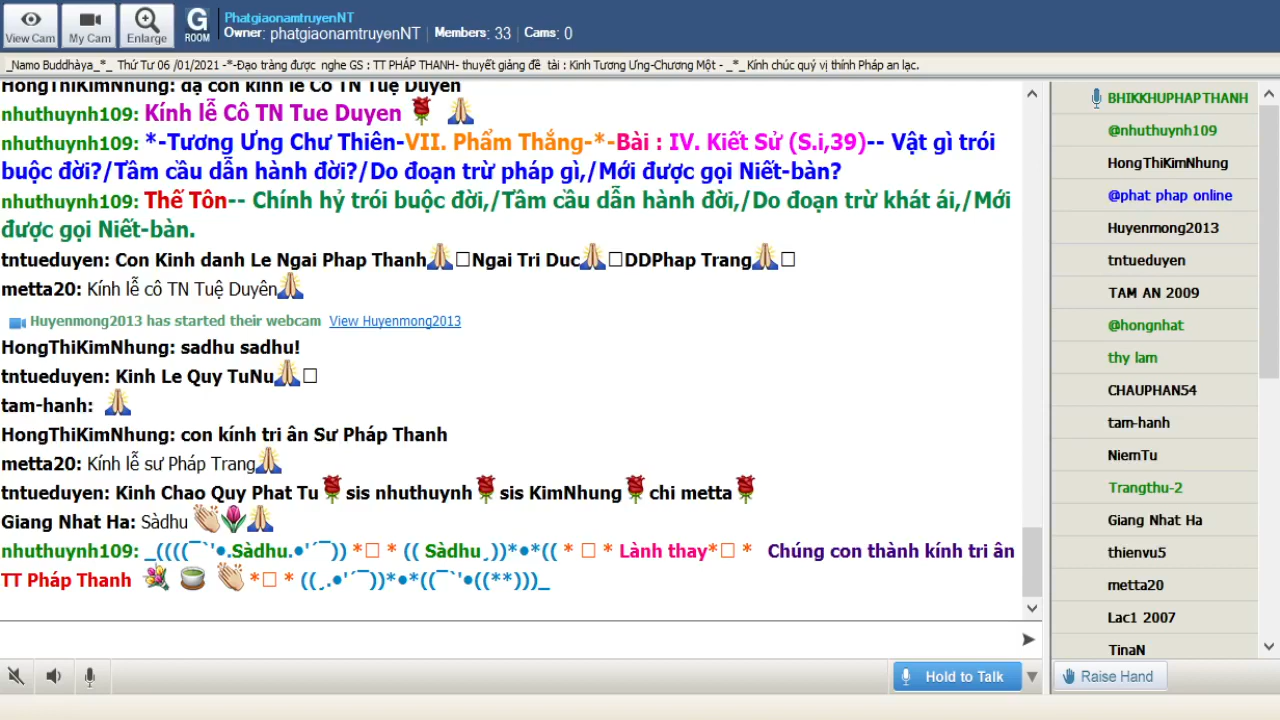 View Cam
My Cam
Enlarge
G
ROOM
PhatgiaonamtruyenNT
Owner: phatgiaonamtruyenNT | Members: 33 | Cams: 0
_Namo Buddhàya_*_ Thứ Tư 06 /01/2021 -*-Đạo tràng được nghe GS : TT PHÁP THANH- thuyết giảng đề tài : Kinh Tương Ưng-Chương Một - _*_Kính chúc quý vị thính Pháp an lạc.
HongThiKimNhung: dạ con kính lễ Cô TN Tuệ Duyên
nhuthuynh109: Kính lễ Cô TN Tue Duyen 🌹 🙏
nhuthuynh109: *-Tương Ưng Chư Thiên-VII. Phẩm Thắng-*-Bài : IV. Kiết Sử (S.i,39)-- Vật gì trói
buộc đời?/Tâm cầu dẫn hành đời?/Do đoạn trừ pháp gì,/Mới được gọi Niết-bàn?
nhuthuynh109: Thế Tôn-- Chính hỷ trói buộc đời,/Tâm cầu dẫn hành đời,/Do đoạn trừ khát ái,/Mới
được gọi Niết-bàn.
tntueduyen: Con Kinh danh Le Ngai Phap Thanh🙏□Ngai Tri Duc🙏□DDPhap Trang🙏□
metta20: Kính lễ cô TN Tuệ Duyên🙏
Huyenmong2013 has started their webcam View Huyenmong2013
HongThiKimNhung: sadhu sadhu!
tntueduyen: Kinh Le Quy TuNu🙏□
tam-hanh: 🙏
HongThiKimNhung: con kính tri ân Sư Pháp Thanh
metta20: Kính lễ sư Pháp Trang🙏
tntueduyen: Kinh Chao Quy Phat Tu🌹sis nhuthuynh🌹sis KimNhung🌹chi metta🌹
Giang Nhat Ha: Sàdhu 👏🌷🙏
nhuthuynh109: _((((¯`'•.Sàdhu.•'´¯)) *□ * (( Sàdhu¸))*•*(( * □ * Lành thay*□ * Chúng con thành kính tri ân
TT Pháp Thanh 💐 🍵 👏 *□ * ((¸.•'´¯))*•*((¯`'•((**)))_
Hold to Talk
BHIKKHUPHAPTHANH
@nhuthuynh109
HongThiKimNhung
@phat phap online
Huyenmong2013
tntueduyen
TAM AN 2009
@hongnhat
thy lam
CHAUPHAN54
tam-hanh
NiemTu
Trangthu-2
Giang Nhat Ha
thienvu5
metta20
Lac1 2007
TinaN
Raise Hand